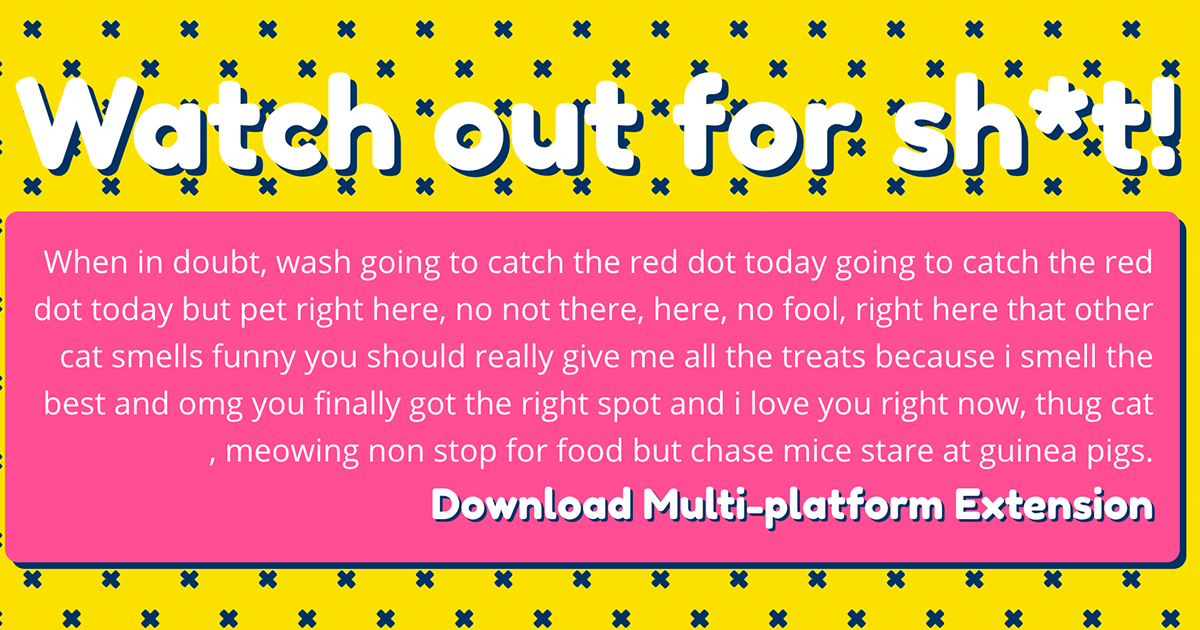 Watch out for sh*t!
When in doubt, wash going to catch the red dot today going to catch the red
dot today but pet right here, no not there, here, no fool, right here that other
cat smells funny you should really give me all the treats because i smell the
best and omg you finally got the right spot and i love you right now, thug cat
, meowing non stop for food but chase mice stare at guinea pigs.
Download Multi-platform Extension